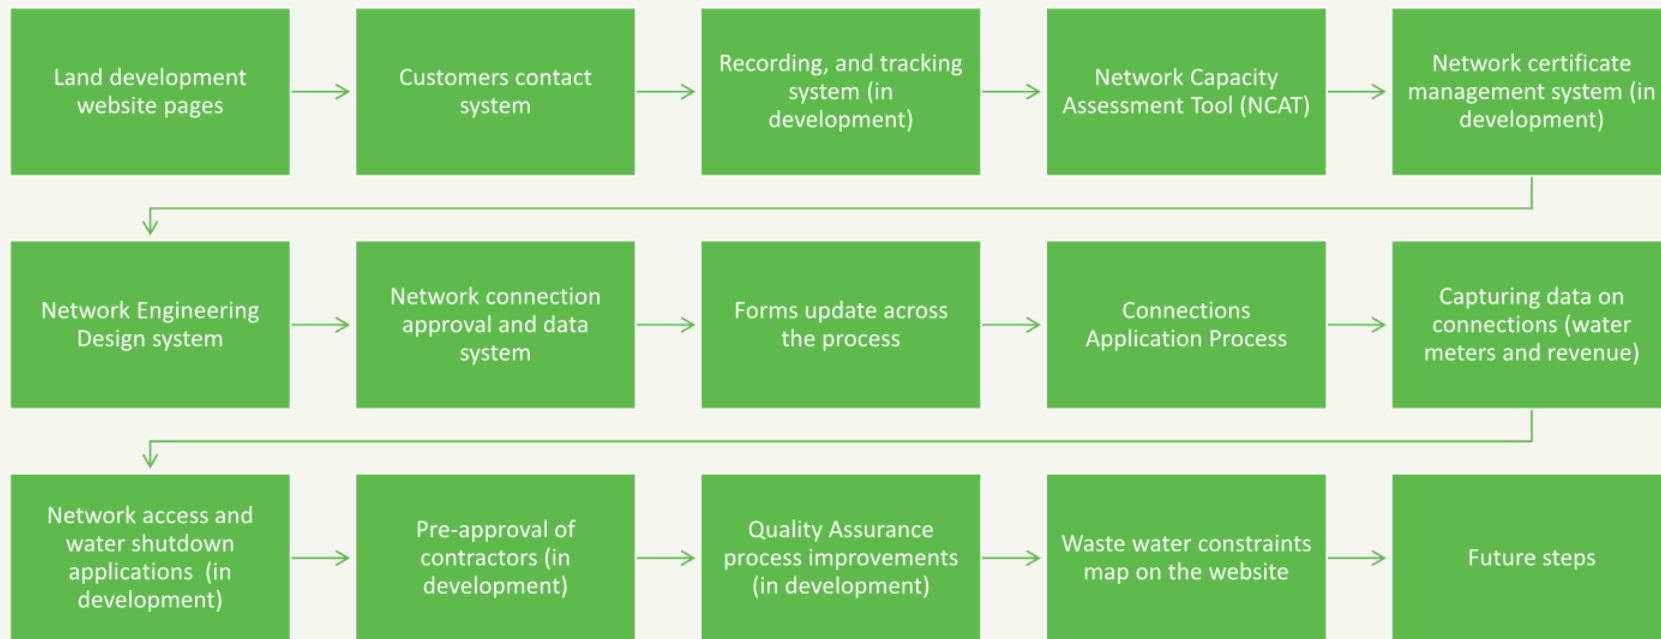 Land development
website pages
Customers contact
system
Recording, and tracking
system (in
development)
Network Capacity
Assessment Tool (NCAT)
Network certificate
management system (in
development)
Network Engineering
Design system
Network connection
approval and data
system
Forms update across
the process
Connections
Application Process
Capturing data on
connections (water
meters and revenue)
Network access and
water shutdown
applications  (in
development)
Pre-approval of
contractors (in
development)
Quality Assurance
process improvements
(in development)
Waste water constraints
map on the website
Future steps